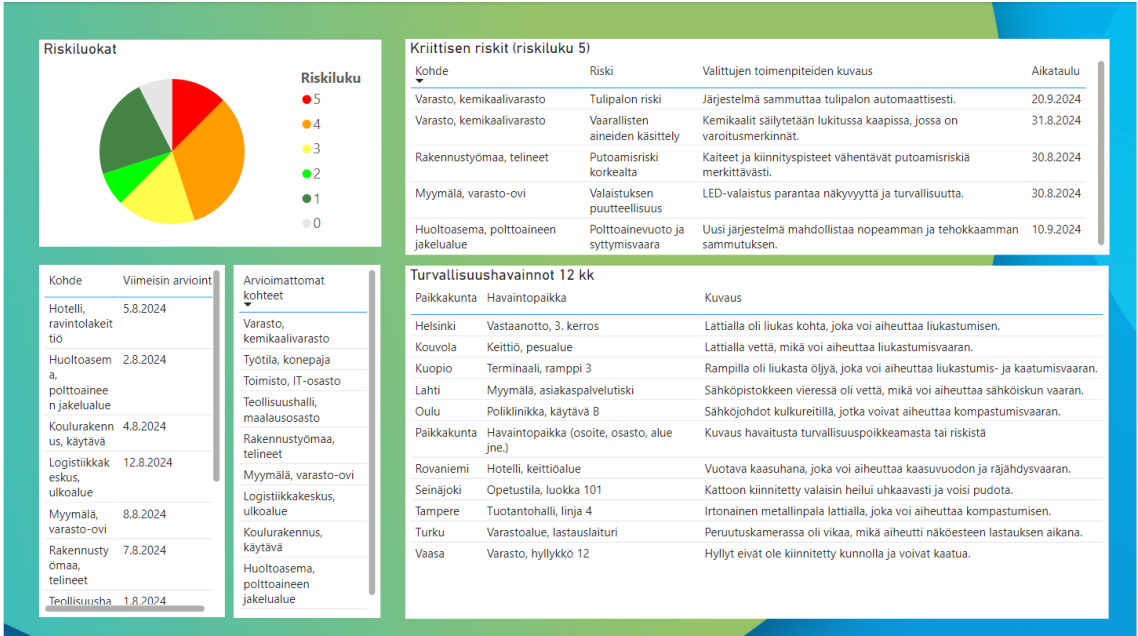 Riskiluokat
Riskiluku
5
4
3
2
1
0
Kriittisen riskit (riskiluku 5)
Kohde Riski Valittujen toimenpiteiden kuvaus Aikataulu
Varasto, kemikaalivarasto Tulipalon riski Järjestelmä sammuttaa tulipalon automaattisesti. 20.9.2024
Varasto, kemikaalivarasto Vaarallisten Kemikaalit säilytetään lukitussa kaapissa, jossa on 31.8.2024
aineiden käsittely varoitusmerkinnät.
Rakennustyömaa, telineet Putoamisriski Kaiteet ja kiinnityspisteet vähentävät putoamisriskiä 30.8.2024
korkealta merkittävästi.
Myymälä, varasto-ovi Valaistuksen LED-valaistus parantaa näkyvyyttä ja turvallisuutta. 30.8.2024
puutteellisuus
Huoltoasema, polttoaineen Polttoainevuoto ja Uusi järjestelmä mahdollistaa nopeamman ja tehokkaamman 10.9.2024
jakelualue syttymisvaara sammutuksen.
Kohde Viimeisin arvioint
Hotelli, 5.8.2024
ravintolakeit
tiö
Huoltoasem 2.8.2024
a,
polttoainee
n jakelualue
Koulurakenn 4.8.2024
us, käytävä
Logistiikkak 12.8.2024
eskus,
ulkoalue
Myymälä, 8.8.2024
varasto-ovi
Rakennusty 7.8.2024
ömaa,
telineet
Teollisuusha 1.8.2024
Arvioimattomat
kohteet
Varasto,
kemikaalivarasto
Työtila, konepaja
Toimisto, IT-osasto
Teollisuushalli,
maalausosasto
Rakennustyömaa,
telineet
Myymälä, varasto-ovi
Logistiikkakeskus,
ulkoalue
Koulurakennus,
käytävä
Huoltoasema,
polttoaineen
jakelualue
Turvallisuushavainnot 12 kk
Paikkakunta Havaintopaikka Kuvaus
Helsinki Vastaanotto, 3. kerros Lattialla oli liukas kohta, joka voi aiheuttaa liukastumisen.
Kouvola Keittiö, pesualue Lattialla vettä, mikä voi aiheuttaa liukastumisvaaran.
Kuopio Terminaali, ramppi 3 Rampilla oli liukasta öljyä, joka voi aiheuttaa liukastumis- ja kaatumisvaaran.
Lahti Myymälä, asiakaspalvelutiski Sähköpistokkeen vieressä oli vettä, mikä voi aiheuttaa sähköiskun vaaran.
Oulu Poliklinikka, käytävä B Sähköjohdot kulkureitillä, jotka voivat aiheuttaa kompastumisvaaran.
Paikkakunta Havaintopaikka (osoite, osasto, alue Kuvaus havaitusta turvallisuuspoikkeamasta tai riskistä
jne.)
Rovaniemi Hotelli, keittiöalue Vuotava kaasuhana, joka voi aiheuttaa kaasuvuodon ja räjähdysvaaran.
Seinäjoki Opetustila, luokka 101 Kattoon kiinnitetty valaisin heilui uhkaavasti ja voisi pudota.
Tampere Tuotantohalli, linja 4 Irtonainen metallinpala lattialla, joka voi aiheuttaa kompastumisen.
Turku Varastoalue, lastauslaituri Peruutuskamerassa oli vikaa, mikä aiheutti näköesteen lastauksen aikana.
Vaasa Varasto, hyllykkö 12 Hyllyt eivät ole kiinnitetty kunnolla ja voivat kaatua.